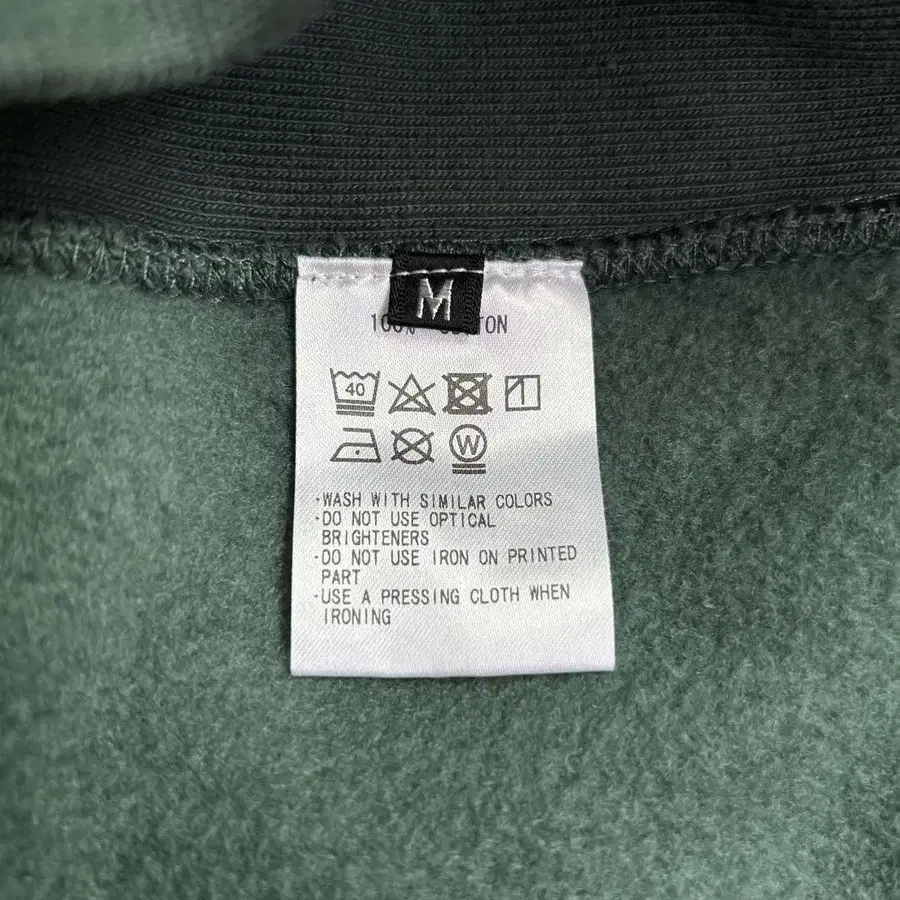 M
100% COTTON
40
W
·WASH WITH SIMILAR COLORS
·DO NOT USE OPTICAL
BRIGHTENERS
·DO NOT USE IRON ON PRINTED
PART
·USE A PRESSING CLOTH WHEN
IRONING